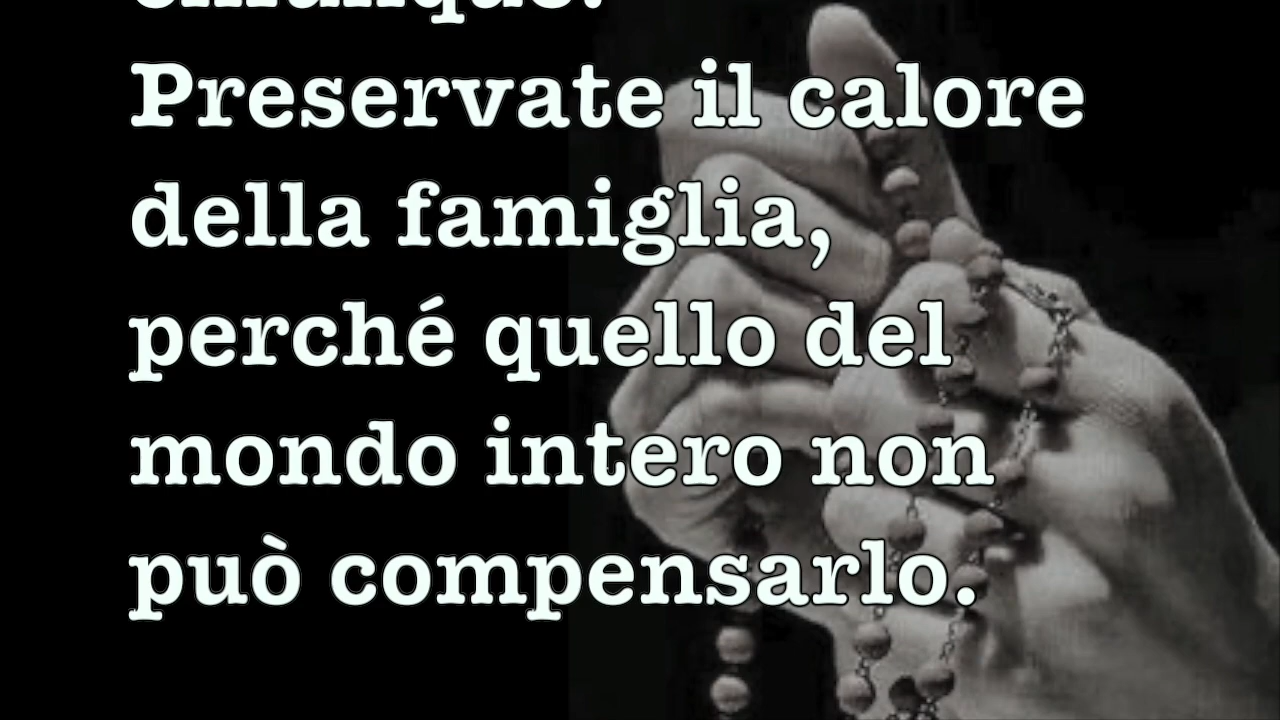 Preservate il calore
della famiglia,
perché quello del
mondo intero non
può compensarlo.